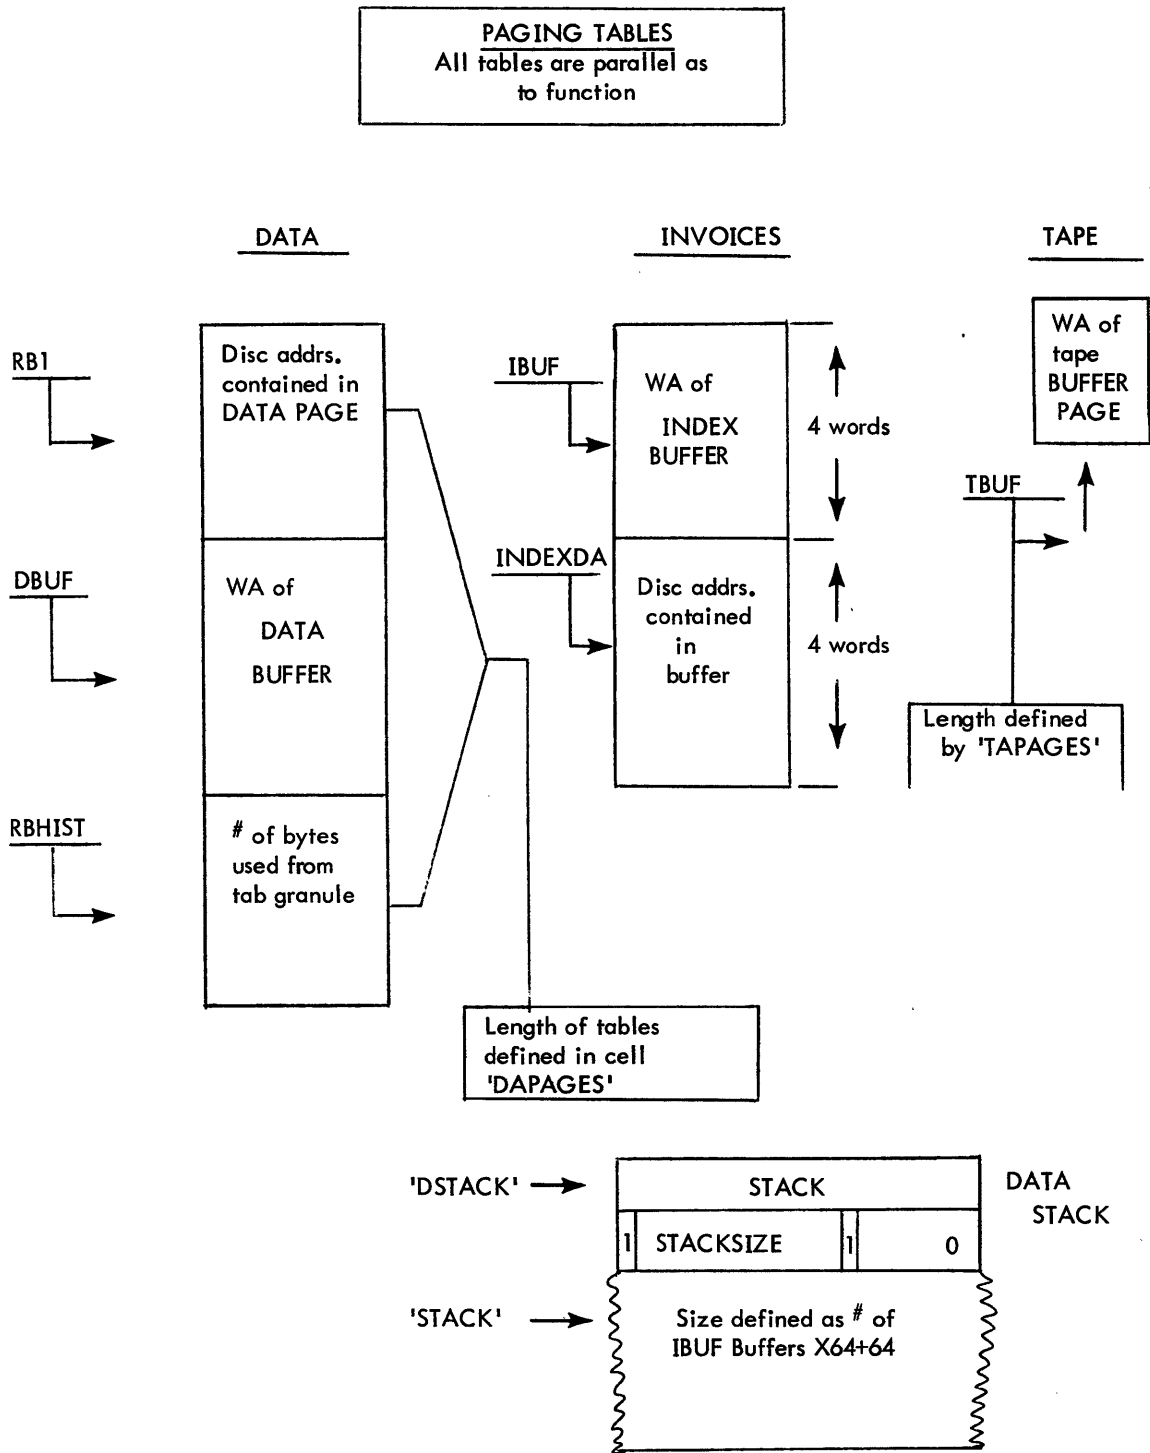 PAGING TABLES
All tables are parallel as
to function
DATA
INVOICES
TAPE
RB1
Disc addrs.
contained in
DATA PAGE
DBUF
WA of
DATA
BUFFER
RBHIST
# of bytes
used from
tab granule
Length of tables
defined in cell
'DAPAGES'
IBUF
WA of
INDEX
BUFFER
4 words
INDEXDA
Disc addrs.
contained
in
buffer
4 words
WA of
tape
BUFFER
PAGE
TBUF
Length defined
by 'TAPAGES'
'DSTACK'
STACK
DATA
STACK
1 STACKSIZE 1 0
'STACK'
Size defined as # of
IBUF Buffers X64+64